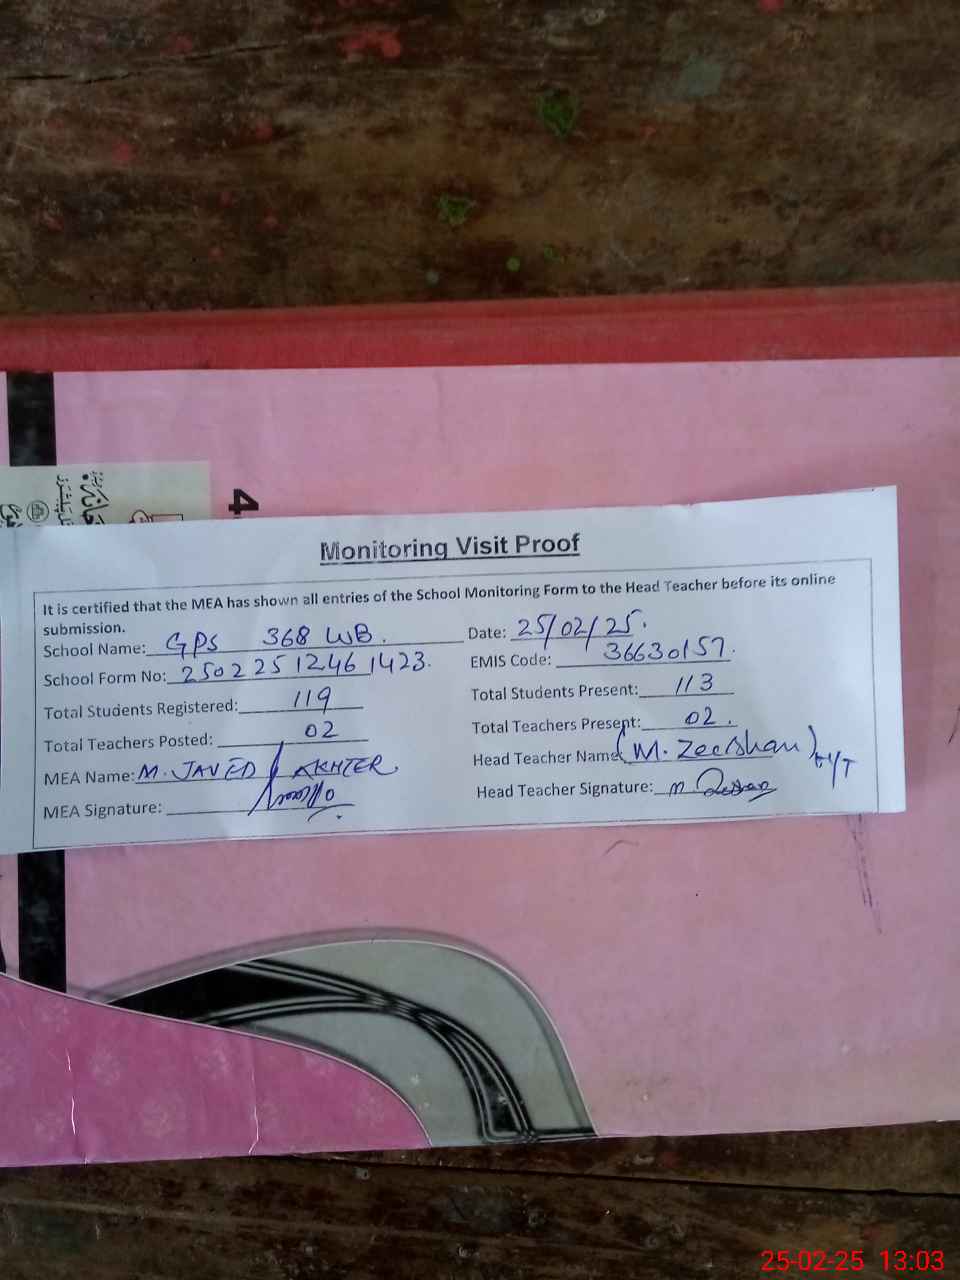 4
Monitoring Visit Proof
It is certified that the MEA has shown all entries of the School Monitoring Form to the Head Teacher before its online
submission.
School Name: GPS 368 WB. Date: 25/02/25.
School Form No: 25022512461423. EMIS Code: 36630157.
Total Students Registered: 119 Total Students Present: 113
Total Teachers Posted: 02 Total Teachers Present: 02.
MEA Name: M. JAVED AKHTER Head Teacher Name: (M. Zeeshan)
MEA Signature: Head Teacher Signature: M
25-02-25 13:03